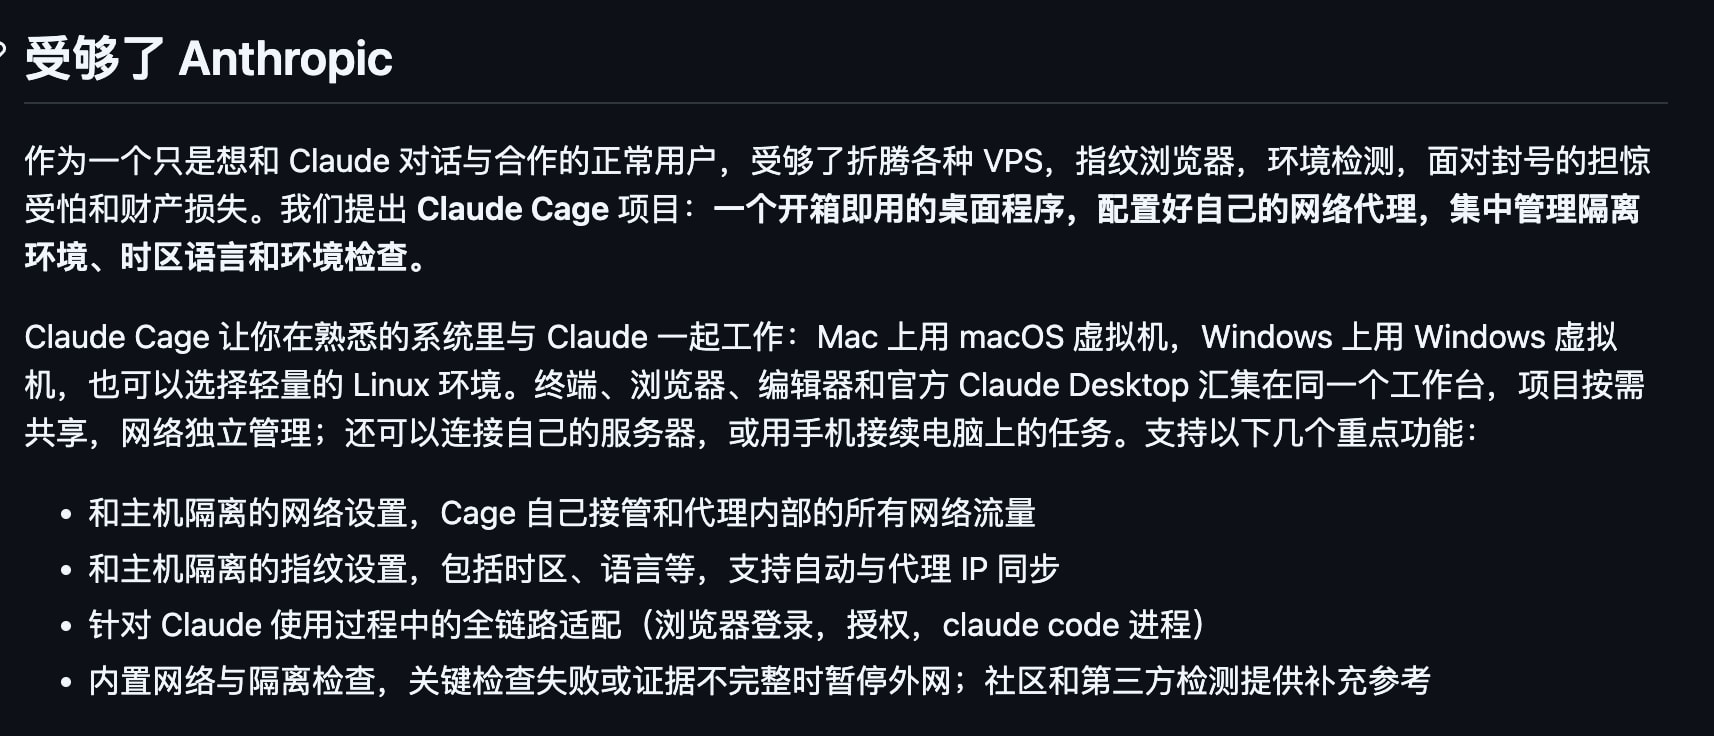 受够了 Anthropic
作为一个只是想和 Claude 对话与合作的正常用户，受够了折腾各种 VPS，指纹浏览器，环境检测，面对封号的担惊
受怕和财产损失。我们提出 Claude Cage 项目：一个开箱即用的桌面程序，配置好自己的网络代理，集中管理隔离
环境、时区语言和环境检查。
Claude Cage 让你在熟悉的系统里与 Claude 一起工作：Mac 上用 macOS 虚拟机，Windows 上用 Windows 虚拟
机，也可以选择轻量的 Linux 环境。终端、浏览器、编辑器和官方 Claude Desktop 汇集在同一个工作台，项目按需
共享，网络独立管理；还可以连接自己的服务器，或用手机接续电脑上的任务。支持以下几个重点功能：
• 和主机隔离的网络设置，Cage 自己接管和代理内部的所有网络流量
• 和主机隔离的指纹设置，包括时区、语言等，支持自动与代理 IP 同步
• 针对 Claude 使用过程中的全链路适配（浏览器登录，授权，claude code 进程）
• 内置网络与隔离检查，关键检查失败或证据不完整时暂停外网；社区和第三方检测提供补充参考